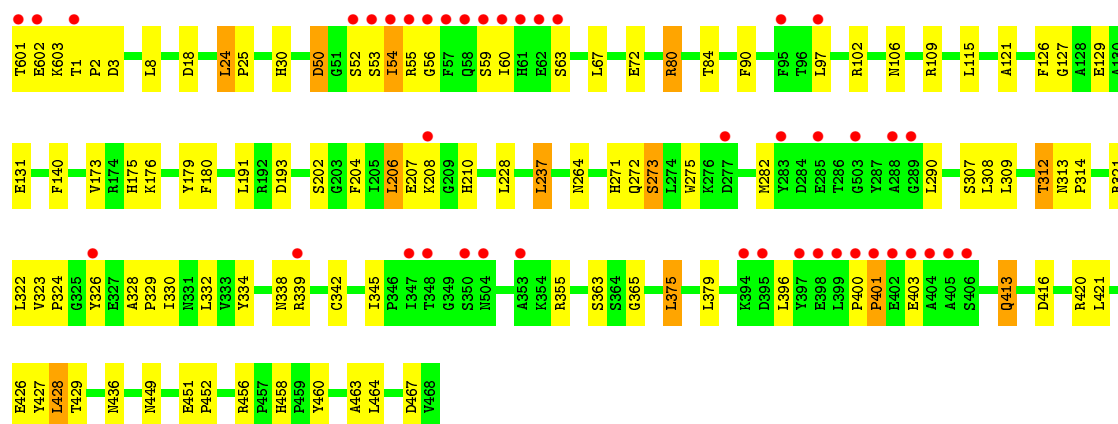 T601 E602 K603 T1 P2 D3 L8 D18 L24 P25 H30 D50 G51 S52 S53 I54 R55 G56 F57 Q58 S59 I60 H61 E62 S63 L67 E72 R80 T84 F90 F95 T96 L97 R102 N106 R109 L115 A121 F126 G127 A128 E129 A130
E131 F140 V173 R174 H175 K176 Y179 F180 L191 R192 D193 S202 G203 F204 I205 L206 E207 K208 G209 H210 L228 L237 N264 H271 Q272 S273 L274 W275 K276 D277 M282 Y283 D284 E285 T286 G503 Y287 A288 G289 L290 S307 L308 L309 T312 N313 P314 R321
L322 V323 P324 G325 Y326 E327 A328 P329 I330 N331 L332 V333 Y334 N338 R339 C342 I345 P346 I347 T348 G349 S350 N504 A353 K354 R355 S363 S364 G365 L375 L379 K394 D395 L396 Y397 E398 L399 P400 P401 E402 E403 A404 A405 S406 Q413 D416 R420 L421
E426 Y427 L428 T429 N436 N449 E451 P452 R456 P457 H458 P459 Y460 A463 L464 D467 V468